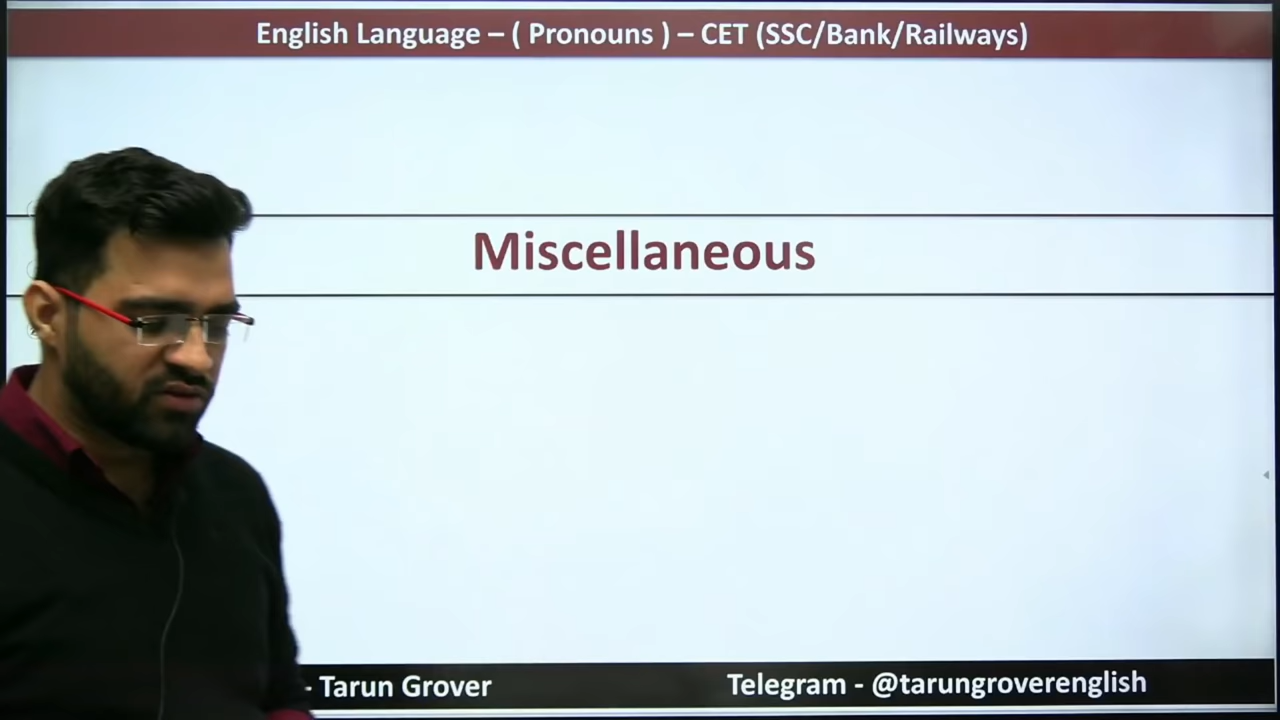 English Language – ( Pronouns ) – CET (SSC/Bank/Railways)
Miscellaneous
- Tarun Grover
Telegram - @tarungroverenglish